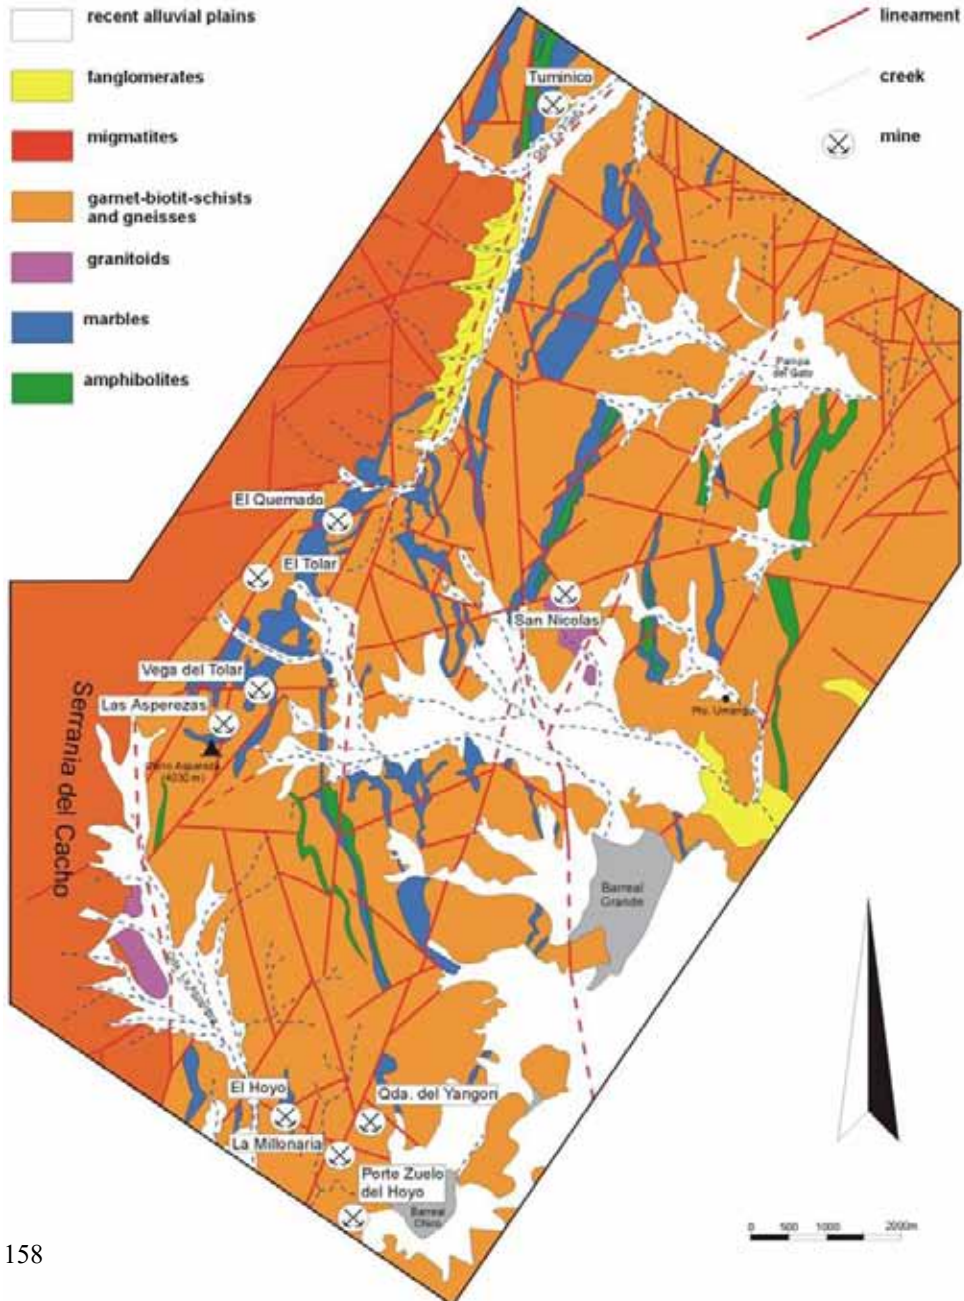 recent alluvial plains
fanglomerates
migmatites
garnet-biotit-schists
and gneisses
granitoids
marbles
amphibolites
lineament
creek
mine
Tuminico
Pampa
del Gato
El Quemado
El Tolar
San Nicolas
Vega del Tolar
Las Asperezas
(4030m)
Serrania del Cacho
Barreal
Grande
El Hoyo
Qda. del Yangon
La Millonaria
Porte Zuelo
del Hoyo
Barreal
Chico
0 500 1000 2000m
158